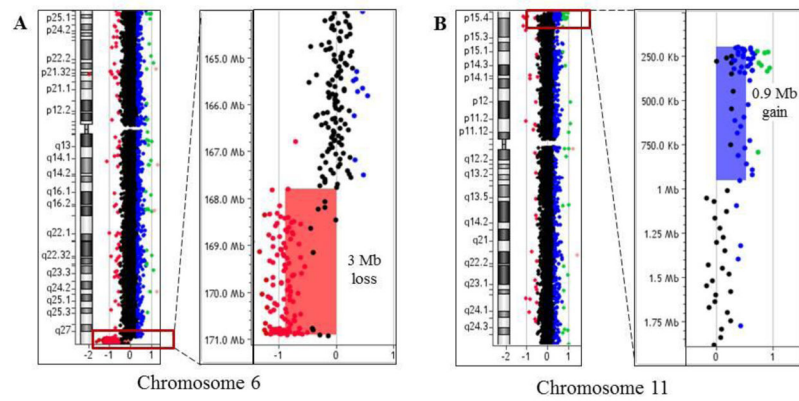 A
p25.1
p24.2
p22.2
p21.32
p21.1
p12.2
q13
q14.1
q14.2
q16.1
q16.2
q22.1
q22.32
q23.3
q24.2
q25.1
q25.3
q27
-2 -1 0 1
165.0 Mb
166.0 Mb
167.0 Mb
168.0 Mb
169.0 Mb
170.0 Mb
171.0 Mb
3 Mb
loss
-1 0 1
Chromosome 6
B
p15.4
p15.3
p15.1
p14.3
p14.1
p12
p11.2
p11.12
q12.2
q13.2
q13.5
q14.2
q21
q22.2
q23.1
q24.1
q24.3
-2 -1 0 1
250.0 Kb
500.0 Kb
750.0 Kb
1 Mb
1.25 Mb
1.5 Mb
1.75 Mb
0.9 Mb
gain
-1 0 1
Chromosome 11